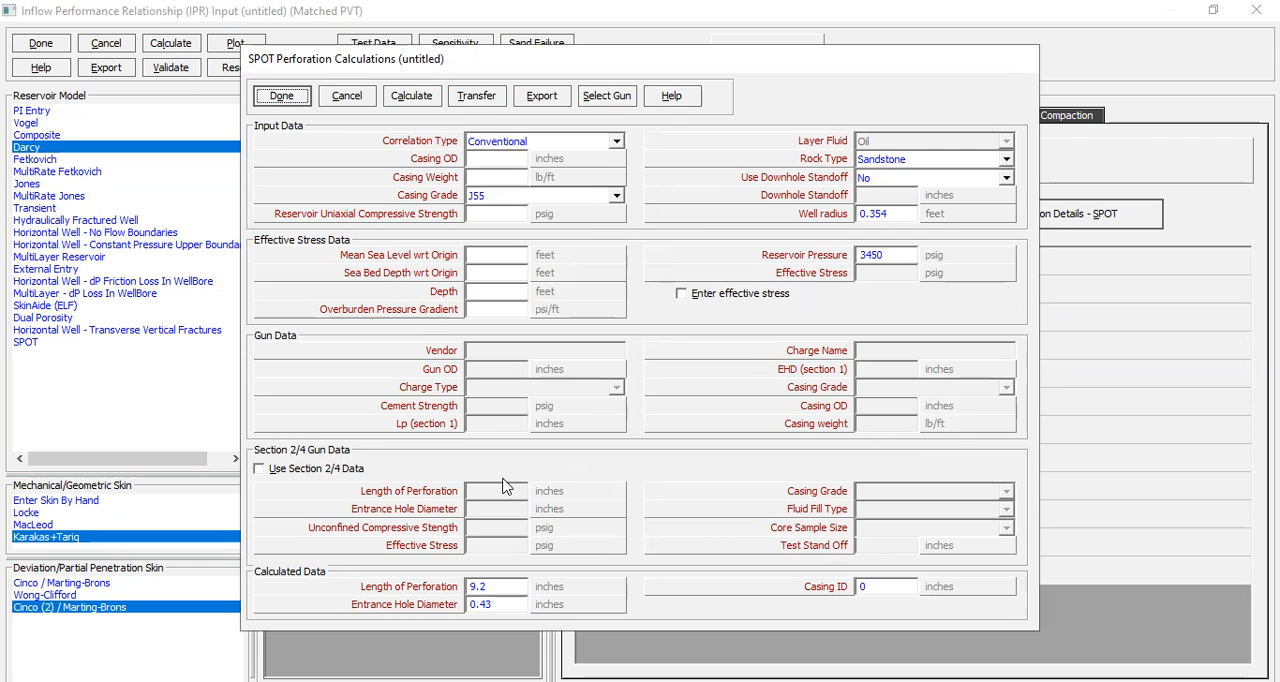 Inflow Performance Relationship (IPR) Input (untitled) (Matched PVT)
Done Cancel Calculate Plot Test Data Sensitivity Sand Failure
Help Export Validate
SPOT Perforation Calculations (untitled)
Done Cancel Calculate Transfer Export Select Gun Help
Reservoir Model
PI Entry
Vogel
Composite
Darcy
Fetkovich
MultiRate Fetkovich
Jones
MultiRate Jones
Transient
Hydraulically Fractured Well
Horizontal Well - No Flow Boundaries
Horizontal Well - Constant Pressure Upper Bounda
MultiLayer Reservoir
External Entry
Horizontal Well - dP Friction Loss In WellBore
MultiLayer - dP Loss In WellBore
SkinAide (ELF)
Dual Porosity
Horizontal Well - Transverse Vertical Fractures
SPOT
Mechanical/Geometric Skin
Enter Skin By Hand
Locke
MacLeod
Karakas+Tariq
Deviation/Partial Penetration Skin
Cinco / Marting-Brons
Wong-Clifford
Cinco (2) / Marting-Brons
Input Data
Correlation Type Conventional Layer Fluid Oil
Casing OD inches Rock Type Sandstone
Casing Weight lb/ft Use Downhole Standoff No
Casing Grade J55 Downhole Standoff inches
Reservoir Uniaxial Compressive Strength psig Well radius 0.354 feet
Effective Stress Data
Mean Sea Level wrt Origin feet Reservoir Pressure 3450 psig
Sea Bed Depth wrt Origin feet Effective Stress psig
Depth feet Enter effective stress
Overburden Pressure Gradient psi/ft
Gun Data
Vendor Charge Name
Gun OD inches EHD (section 1) inches
Charge Type Casing Grade
Cement Strength psig Casing OD inches
Lp (section 1) inches Casing weight lb/ft
Section 2/4 Gun Data
Use Section 2/4 Data
Length of Perforation inches Casing Grade
Entrance Hole Diameter inches Fluid Fill Type
Unconfined Compressive Stength psig Core Sample Size
Effective Stress psig Test Stand Off inches
Calculated Data
Length of Perforation 9.2 inches Casing ID 0 inches
Entrance Hole Diameter 0.43 inches
Compaction
on Details - SPOT